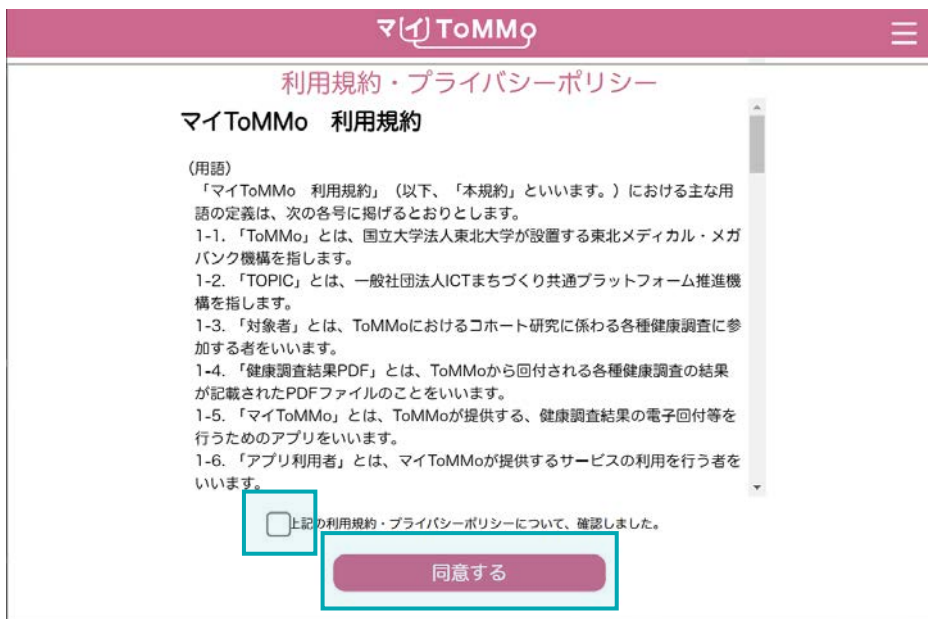 マイToMMo
利用規約・プライバシーポリシー
マイToMMo　利用規約
（用語）
「マイToMMo　利用規約」（以下、「本規約」といいます。）における主な用
語の定義は、次の各号に掲げるとおりとします。
1-1. 「ToMMo」とは、国立大学法人東北大学が設置する東北メディカル・メガ
バンク機構を指します。
1-2. 「TOPIC」とは、一般社団法人ICTまちづくり共通プラットフォーム推進機
構を指します。
1-3. 「対象者」とは、ToMMoにおけるコホート研究に係わる各種健康調査に参
加する者をいいます。
1-4. 「健康調査結果PDF」とは、ToMMoから回付される各種健康調査の結果
が記載されたPDFファイルのことをいいます。
1-5. 「マイToMMo」とは、ToMMoが提供する、健康調査結果の電子回付等を
行うためのアプリをいいます。
1-6. 「アプリ利用者」とは、マイToMMoが提供するサービスの利用を行う者を
いいます。
上記の利用規約・プライバシーポリシーについて、確認しました。
同意する